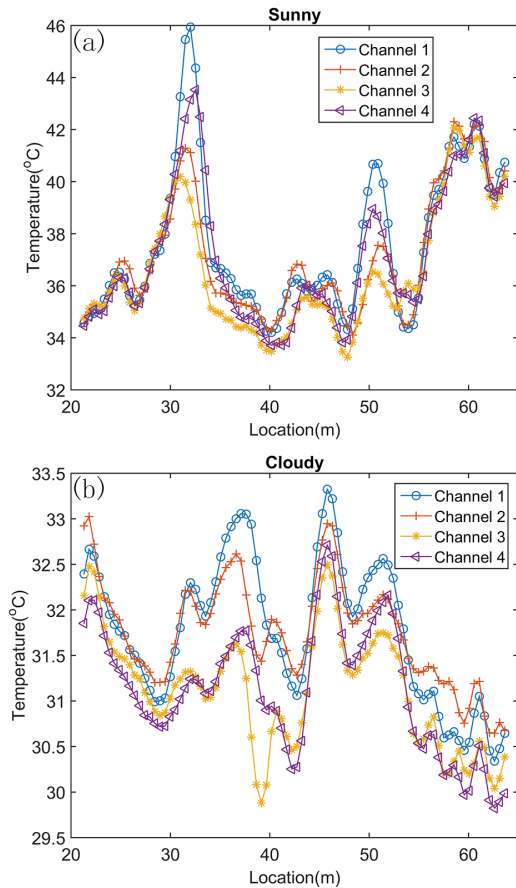 Sunny
(a)
Channel 1
Channel 2
Channel 3
Channel 4
Temperature(°C)
46
44
42
40
38
36
34
32
20 30 40 50 60
Location(m)
Cloudy
(b)
Channel 1
Channel 2
Channel 3
Channel 4
Temperature(°C)
33.5
33
32.5
32
31.5
31
30.5
30
29.5
20 30 40 50 60
Location(m)